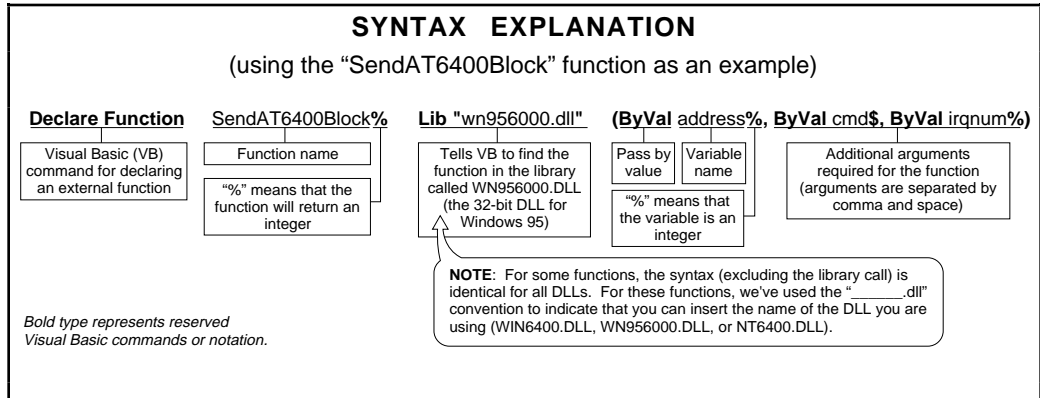 SYNTAX EXPLANATION
(using the “SendAT6400Block” function as an example)
Declare Function SendAT6400Block% Lib "wn956000.dll" (ByVal address%, ByVal cmd$, ByVal irqnum%)
Visual Basic (VB)
command for declaring
an external function
Function name
“%” means that the
function will return an
integer
Tells VB to find the
function in the library
called WN956000.DLL
(the 32-bit DLL for
Windows 95)
Pass by
value
Variable
name
“%” means that
the variable is an
integer
Additional arguments
required for the function
(arguments are separated by
comma and space)
NOTE: For some functions, the syntax (excluding the library call) is
identical for all DLLs. For these functions, we’ve used the “______.dll”
convention to indicate that you can insert the name of the DLL you are
using (WIN6400.DLL, WN956000.DLL, or NT6400.DLL).
Bold type represents reserved
Visual Basic commands or notation.